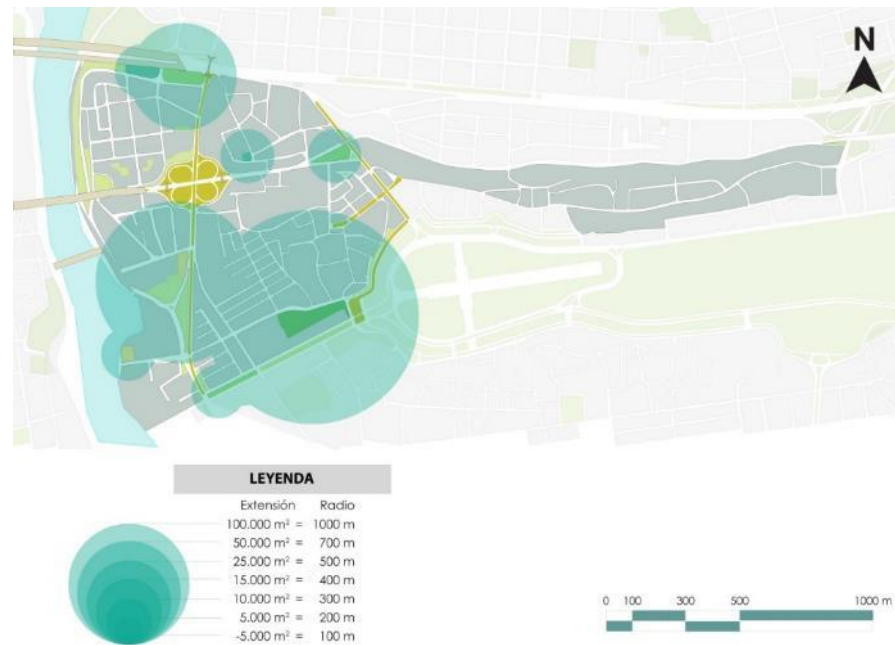 N
LEYENDA
Extensión Radio
100.000 m² = 1000 m
50.000 m² = 700 m
25.000 m² = 500 m
15.000 m² = 400 m
10.000 m² = 300 m
5.000 m² = 200 m
-5.000 m² = 100 m
0 100 300 500 1000 m